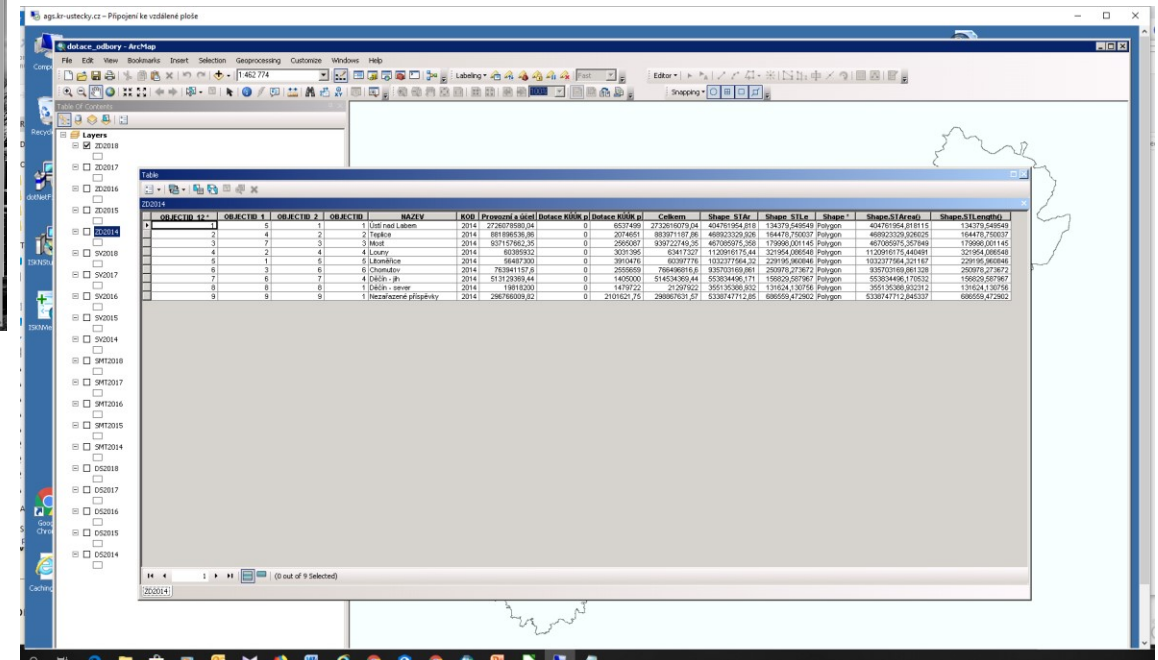 ags.kr-ustecky.cz – Připojení ke vzdálené ploše
dotace_odbory - ArcMap
File Edit View Bookmarks Insert Selection Geoprocessing Customize Windows Help
1:462 774 Labeling Fast Editor
100% Snapping
Table Of Contents
Layers
ZD2018
ZD2017
ZD2016
ZD2015
ZD2014
SV2018
SV2017
SV2016
SV2015
SV2014
SMT2018
SMT2017
SMT2016
SMT2015
SMT2014
DS2018
DS2017
DS2016
DS2015
DS2014
Table
ZD2014
OBJECTID_12 * OBJECTID_1 OBJECTID_2 OBJECTID NAZEV KOD Provozní a účel Dotace KÚÚK p Dotace KÚÚK p Celkem Shape_STAr Shape_STLe Shape * Shape.STArea() Shape.STLength()
1 5 1 1 Ústí nad Labem 2014 2726078580,04 0 6537499 2732616079,04 404761954,818 134379,549549 Polygon 404761954,818115 134379,549549
2 4 2 2 Teplice 2014 881896536,86 0 2074651 883971187,86 468923329,926 164478,750037 Polygon 468923329,926025 164478,750037
3 7 3 3 Most 2014 937157662,35 0 2565087 939722749,35 467085975,358 179998,001145 Polygon 467085975,357849 179998,001145
4 2 4 4 Louny 2014 60385932 0 3031395 63417327 1120916175,44 321954,086548 Polygon 1120916175,440491 321954,086548
5 1 5 5 Litoměřice 2014 56487300 0 3910476 60397776 1032377564,32 229195,960846 Polygon 1032377564,321167 229195,960846
6 3 6 6 Chomutov 2014 763941157,6 0 2555659 766496816,6 935703169,861 250978,273672 Polygon 935703169,861328 250978,273672
7 6 7 4 Děčín - jih 2014 513129369,44 0 1405000 514534369,44 553834496,171 156829,587967 Polygon 553834496,170532 156829,587967
8 8 8 1 Děčín - sever 2014 19818200 0 1479722 21297922 355135388,932 131624,130756 Polygon 355135388,932312 131624,130756
9 9 9 1 Nezařazené příspěvky 2014 296766009,82 0 2101621,75 298867631,57 5338747712,85 686559,472902 Polygon 5338747712,845337 686559,472902
1 (0 out of 9 Selected)
ZD2014